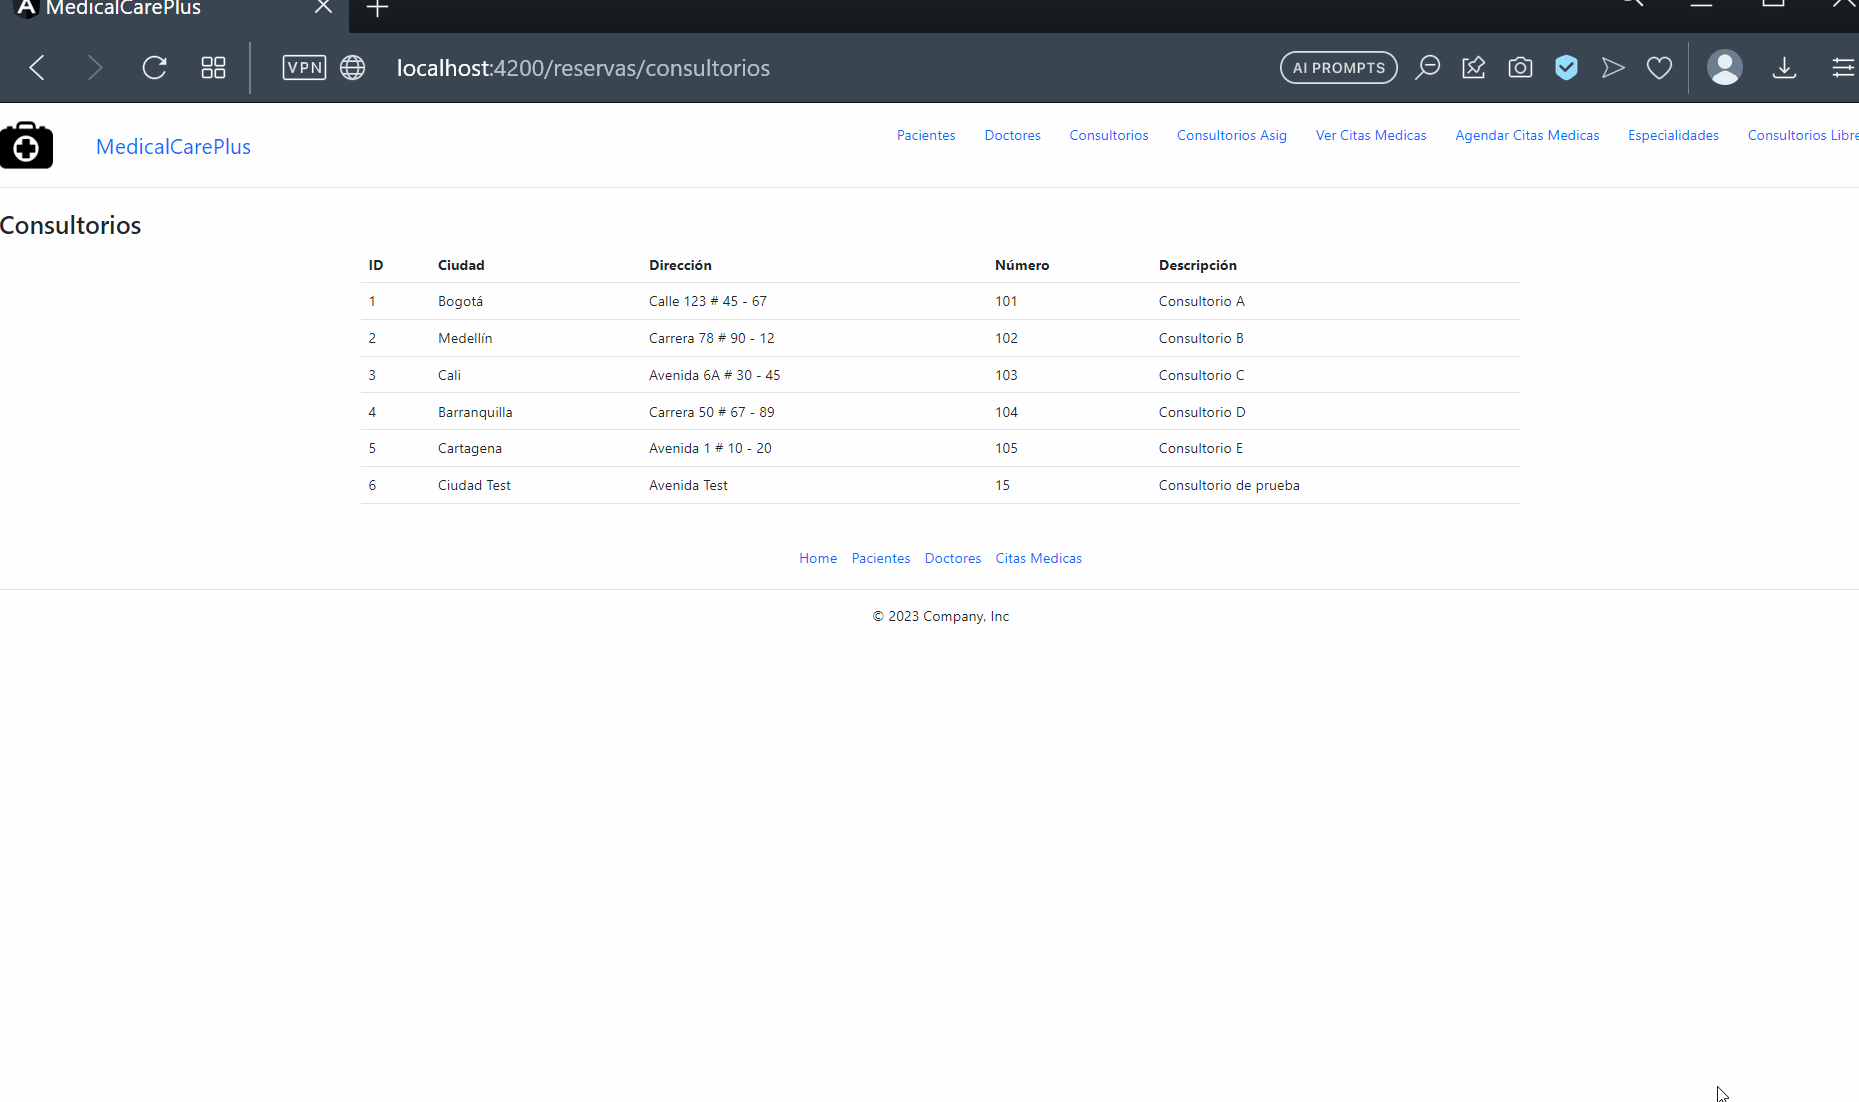 MedicalCarePlus
VPN localhost:4200/reservas/consultorios AI PROMPTS
MedicalCarePlus Pacientes Doctores Consultorios Consultorios Asig Ver Citas Medicas Agendar Citas Medicas Especialidades Consultorios Libre
Consultorios
ID Ciudad Dirección Número Descripción
1 Bogotá Calle 123 # 45 - 67 101 Consultorio A
2 Medellín Carrera 78 # 90 - 12 102 Consultorio B
3 Cali Avenida 6A # 30 - 45 103 Consultorio C
4 Barranquilla Carrera 50 # 67 - 89 104 Consultorio D
5 Cartagena Avenida 1 # 10 - 20 105 Consultorio E
6 Ciudad Test Avenida Test 15 Consultorio de prueba
Home Pacientes Doctores Citas Medicas
© 2023 Company, Inc